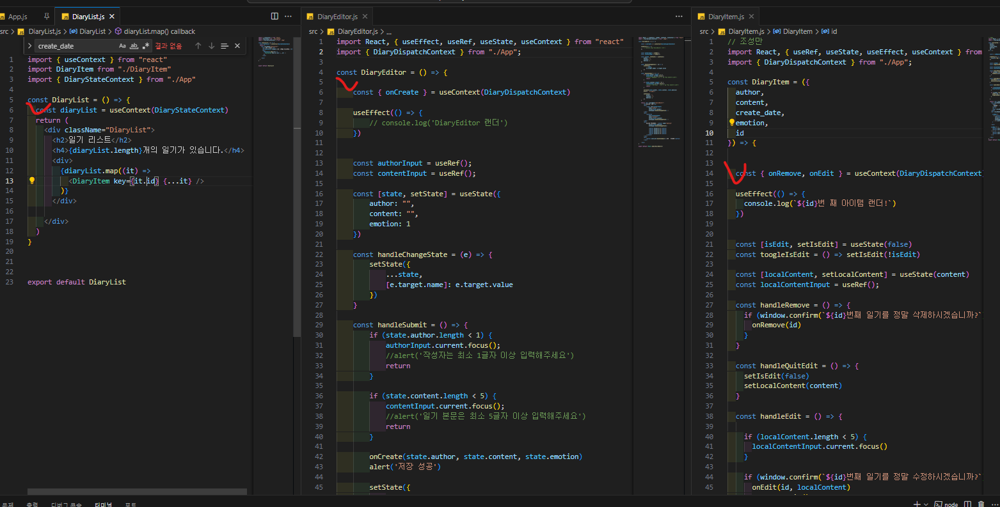 App.js
DiaryList.js
src > DiaryList.js > DiaryList > diaryList.map() callback
create_date Aa ab 결과 없음
1 import { useContext } from "react"
2 import DiaryItem from "./DiaryItem"
3 import { DiaryStateContext } from "./App"
4
5 const DiaryList = () => {
6 const diaryList = useContext(DiaryStateContext)
7 return (
8 <div className="DiaryList">
9 <h2>일기 리스트</h2>
10 <h4>{diaryList.length}개의 일기가 있습니다.</h4>
11 <div>
12 {diaryList.map((it) =>
13 <DiaryItem key={it.id} {...it} />
14 )}
15 </div>
16
17 </div>
18 )
19 }
20
21
22
23 export default DiaryList
DiaryEditor.js
src > DiaryEditor.js > ...
1 import React, { useEffect, useRef, useState, useContext } from "react"
2 import { DiaryDispatchContext } from "./App";
3
4 const DiaryEditor = () => {
5
6 const { onCreate } = useContext(DiaryDispatchContext)
7
8 useEffect(() => {
9 // console.log('DiaryEditor 랜더')
10 })
11
12
13 const authorInput = useRef();
14 const contentInput = useRef();
15
16 const [state, setState] = useState({
17 author: "",
18 content: "",
19 emotion: 1
20 })
21
22 const handleChangeState = (e) => {
23 setState({
24 ...state,
25 [e.target.name]: e.target.value
26 })
27 }
28
29 const handleSubmit = () => {
30 if (state.author.length < 1) {
31 authorInput.current.focus();
32 //alert('작성자는 최소 1글자 이상 입력해주세요')
33 return
34 }
35
36 if (state.content.length < 5) {
37 contentInput.current.focus();
38 //alert('일기 본문은 최소 5글자 이상 입력해주세요')
39 return
40 }
41
42 onCreate(state.author, state.content, state.emotion)
43 alert('저장 성공')
44
45 setState({
DiaryItem.js
src > DiaryItem.js > DiaryItem > id
1 // 조성만
2 import React, { useRef, useState, useEffect, useContext } from
3 import { DiaryDispatchContext } from "./App";
4
5 const DiaryItem = ({
6 author,
7 content,
8 create_date,
9 emotion,
10 id
11 }) => {
12
13
14 const { onRemove, onEdit } = useContext(DiaryDispatchContext
15
16 useEffect(() => {
17 console.log(`${id}번 째 아이템 랜더!`)
18 })
19
20
21 const [isEdit, setIsEdit] = useState(false)
22 const toogleIsEdit = () => setIsEdit(!isEdit)
23
24 const [localContent, setLocalContent] = useState(content)
25 const localContentInput = useRef();
26
27 const handleRemove = () => {
28 if (window.confirm(`${id}번째 일기를 정말 삭제하시겠습니까?`
29 onRemove(id)
30 }
31 }
32
33 const handleQuitEdit = () => {
34 setIsEdit(false)
35 setLocalContent(content)
36 }
37
38 const handleEdit = () => {
39
40 if (localContent.length < 5) {
41 localContentInput.current.focus()
42 }
43
44 if (window.confirm(`${id}번째 일기를 정말 수정하시겠습니까?`
45 onEdit(id, localContent)
문제 출력 디버그 콘솔 터미널 포트
node